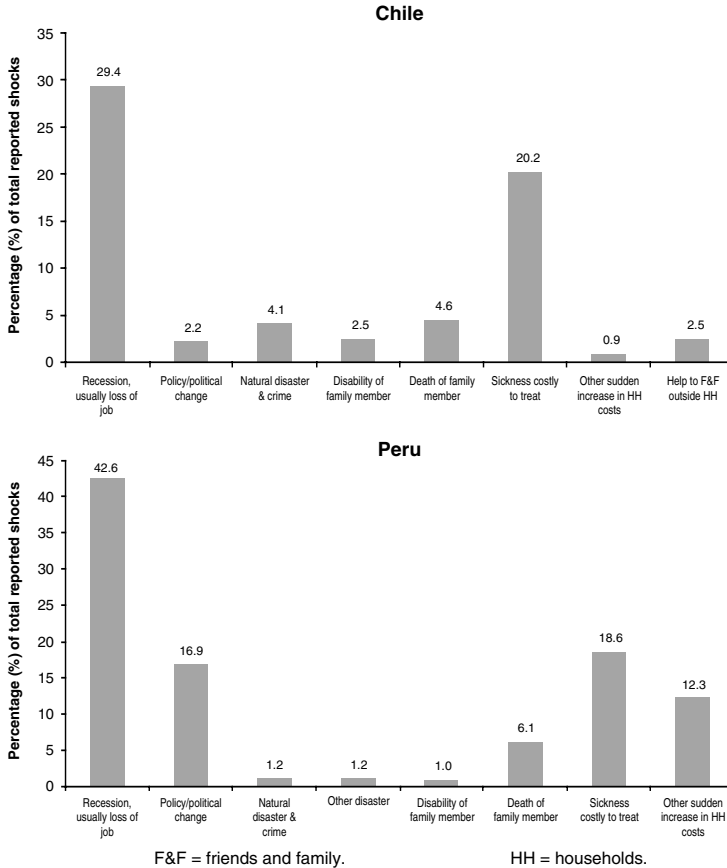 Chile
Percentage (%) of total reported shocks
35
30
25
20
15
10
5
0
29.4
2.2
4.1
2.5
4.6
20.2
0.9
2.5
Recession, usually loss of job
Policy/political change
Natural disaster & crime
Disability of family member
Death of family member
Sickness costly to treat
Other sudden increase in HH costs
Help to F&F outside HH
Peru
Percentage (%) of total reported shocks
45
40
35
30
25
20
15
10
5
0
42.6
16.9
1.2
1.2
1.0
6.1
18.6
12.3
Recession, usually loss of job
Policy/political change
Natural disaster & crime
Other disaster
Disability of family member
Death of family member
Sickness costly to treat
Other sudden increase in HH costs
F&F = friends and family. HH = households.